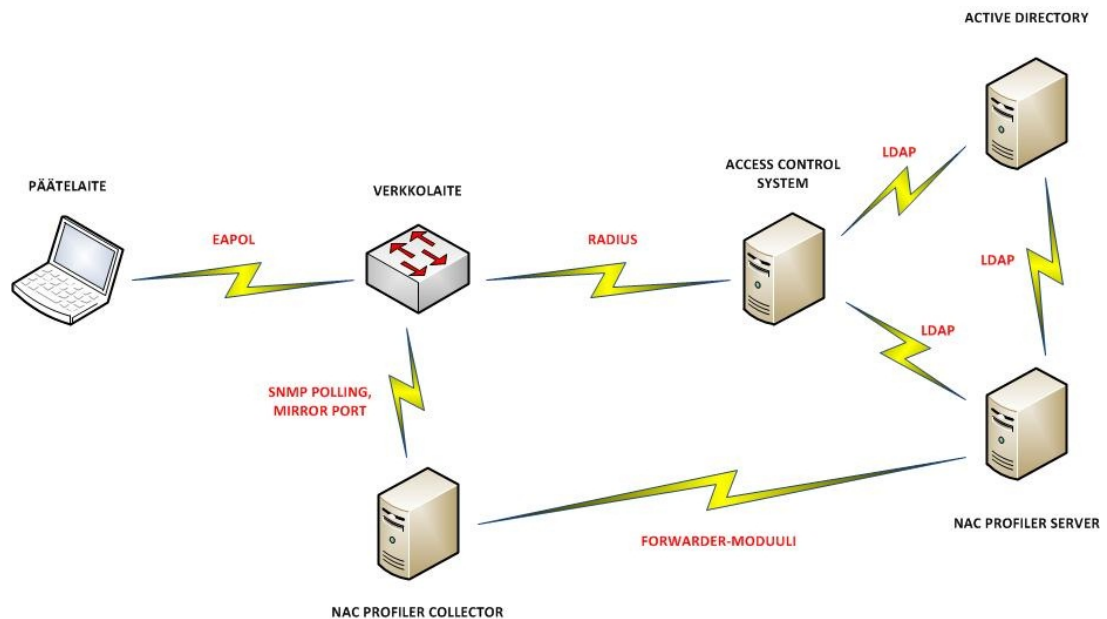 ACTIVE DIRECTORY
LDAP
ACCESS CONTROL
SYSTEM
PÄÄTELAITE
VERKKOLAITE
EAPOL
RADIUS
LDAP
LDAP
SNMP POLLING,
MIRROR PORT
NAC PROFILER SERVER
FORWARDER-MODUULI
NAC PROFILER COLLECTOR